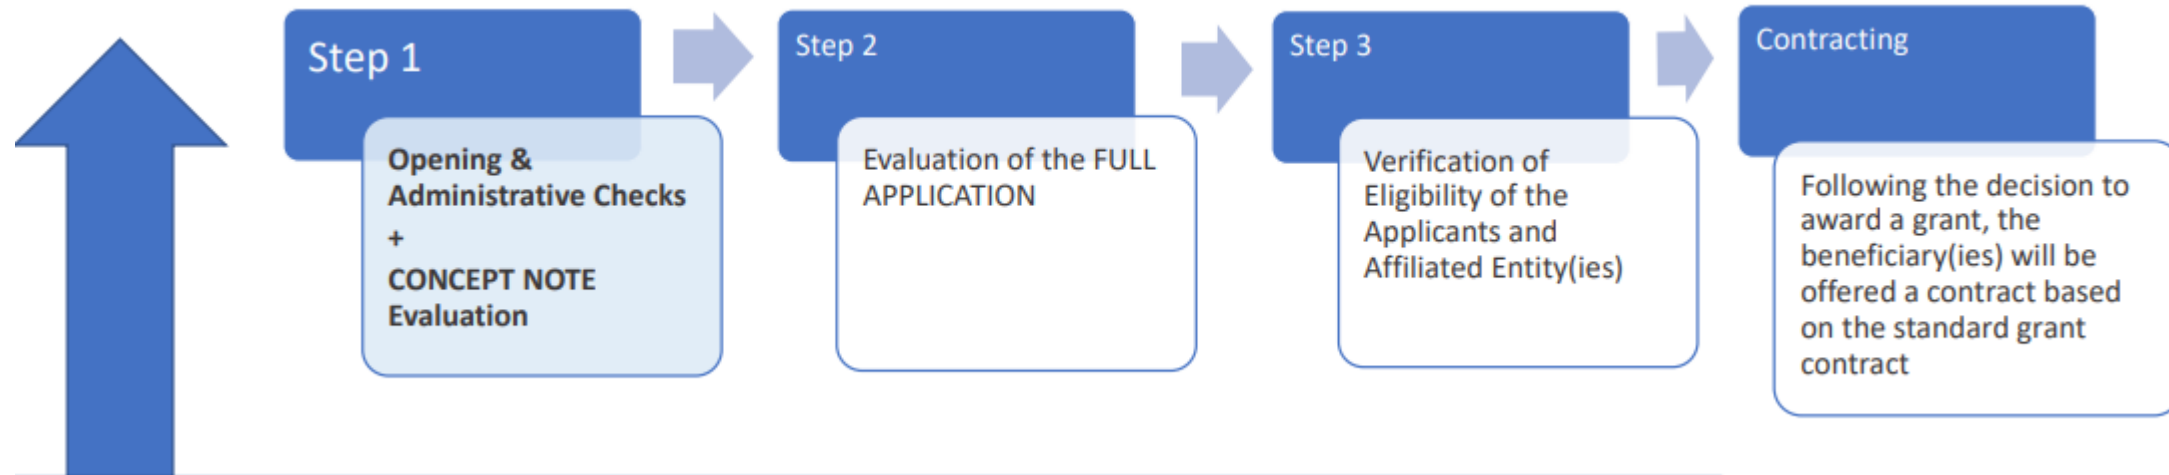 Step 1
Opening &
Administrative Checks
+
CONCEPT NOTE
Evaluation
Step 2
Evaluation of the FULL
APPLICATION
Step 3
Verification of
Eligibility of the
Applicants and
Affiliated Entity(ies)
Contracting
Following the decision to
award a grant, the
beneficiary(ies) will be
offered a contract based
on the standard grant
contract